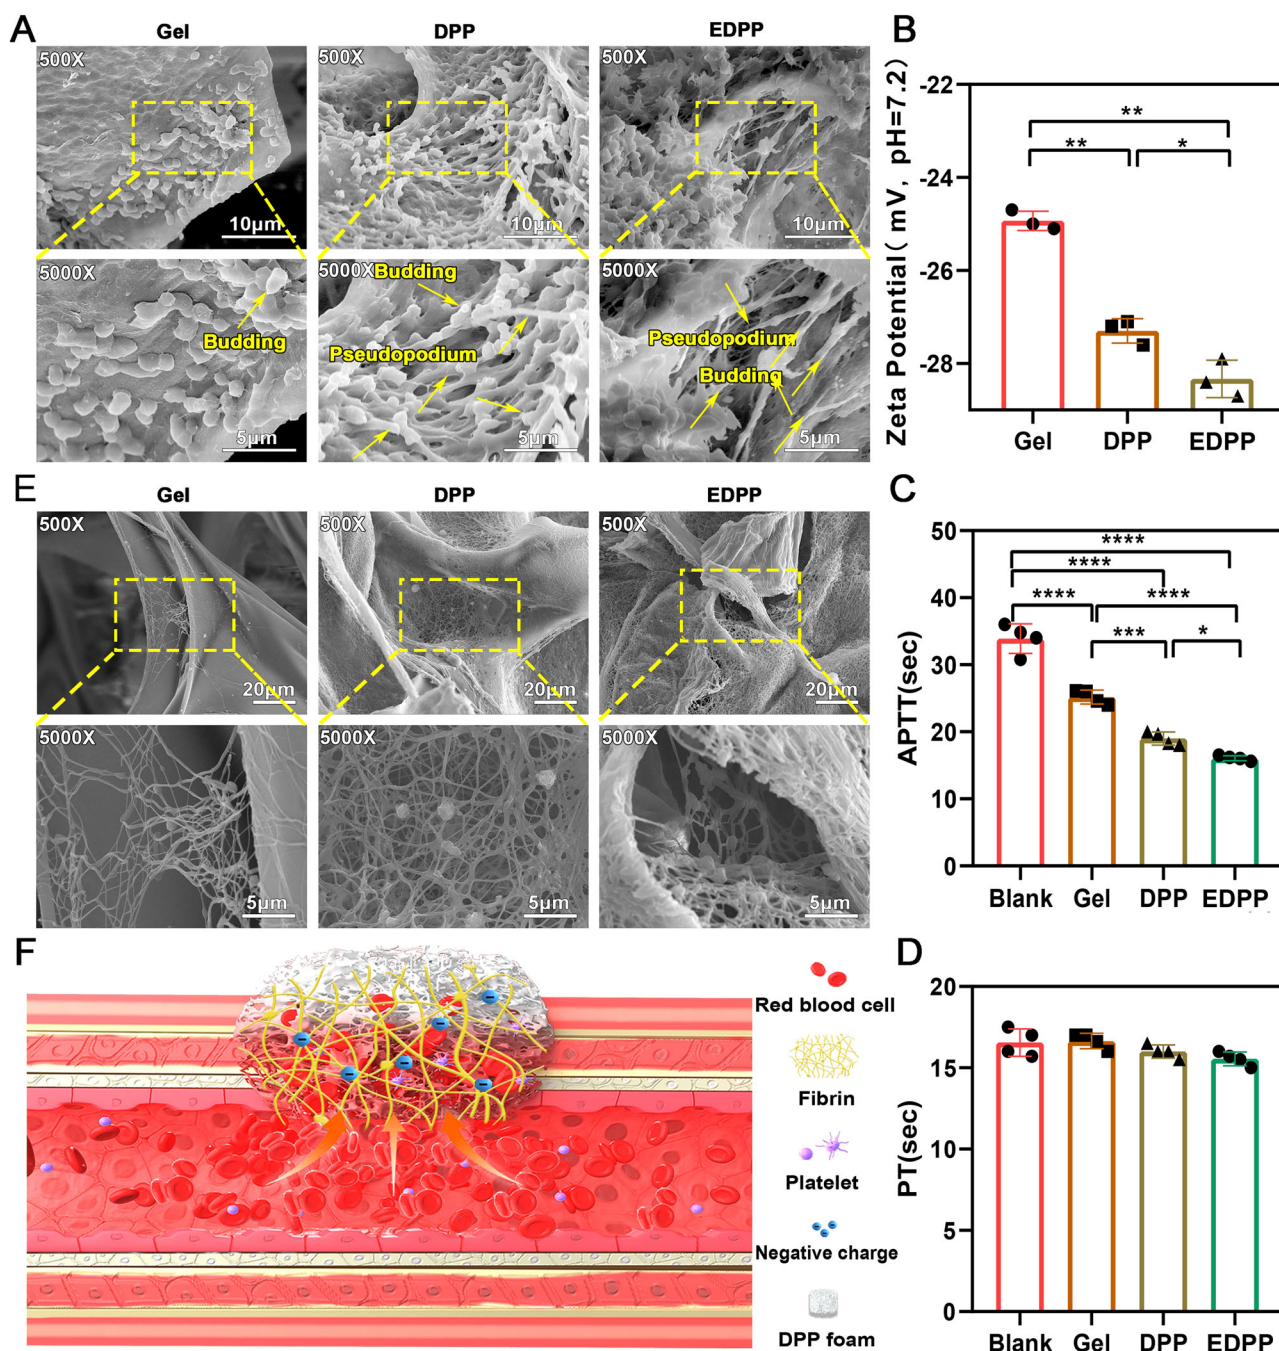 A
Gel
DPP
EDPP
500X
500X
500X
10μm
10μm
10μm
5000X
5000X
5000X
Budding
Budding
Pseudopodium
Pseudopodium
Budding
5μm
5μm
5μm
B
Zeta Potential( mV, pH=7.2)
-22
-24
-26
-28
**
**
*
Gel
DPP
EDPP
E
Gel
DPP
EDPP
500X
500X
500X
20μm
20μm
20μm
5000X
5000X
5000X
5μm
5μm
5μm
C
APTT(sec)
50
40
30
20
10
0
****
****
****
****
***
*
Blank
Gel
DPP
EDPP
F
Red blood cell
Fibrin
Platelet
Negative charge
DPP foam
D
PT(sec)
20
15
10
5
0
Blank
Gel
DPP
EDPP